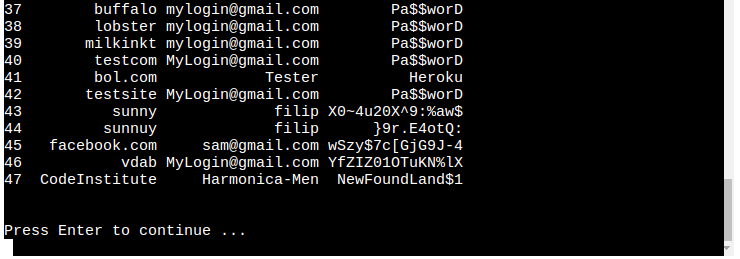 37 buffalo mylogin@gmail.com Pa$$worD
38 lobster mylogin@gmail.com Pa$$worD
39 milkinkt mylogin@gmail.com Pa$$worD
40 testcom MyLogin@gmail.com Pa$$worD
41 bol.com Tester Heroku
42 testsite MyLogin@gmail.com Pa$$worD
43 sunny filip X0~4u20X^9:%aw$
44 sunnuy filip }9r.E4otQ:
45 facebook.com sam@gmail.com wSzy$7c[GjG9J-4
46 vdab MyLogin@gmail.com YfZIZ01OTuKN%lX
47 CodeInstitute Harmonica-Men NewFoundLand$1
Press Enter to continue ...